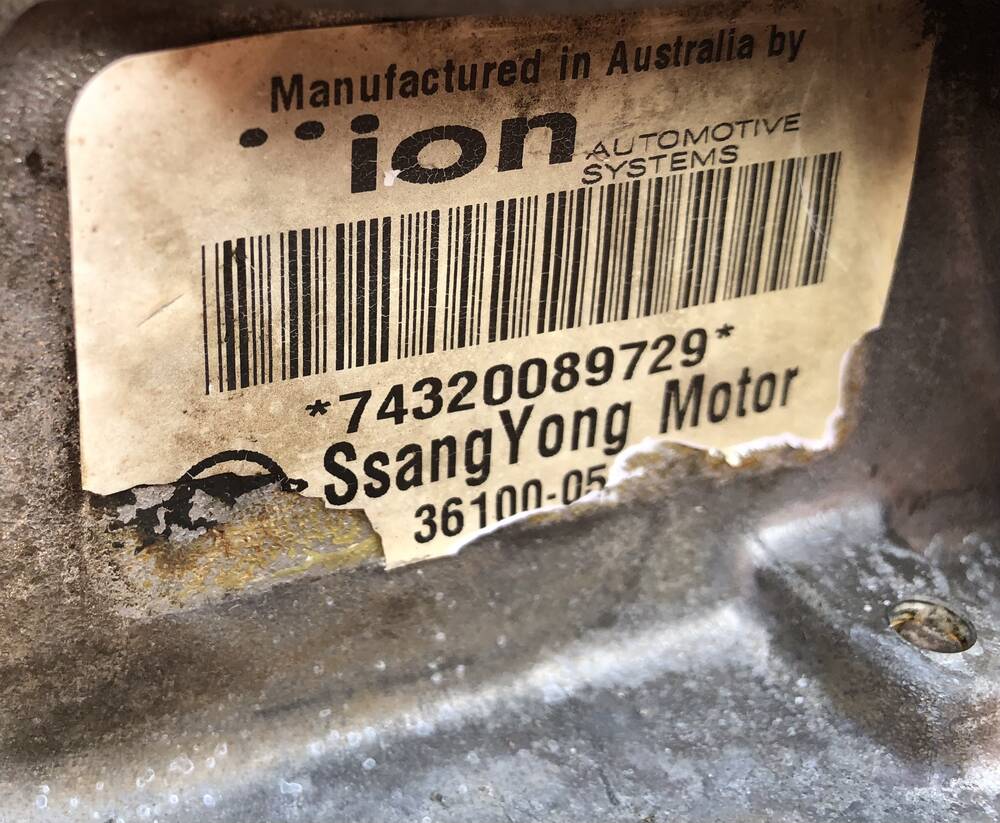 Manufactured in Australia by
ion AUTOMOTIVE
SYSTEMS
*74320089729*
SsangYong Motor
36100-05